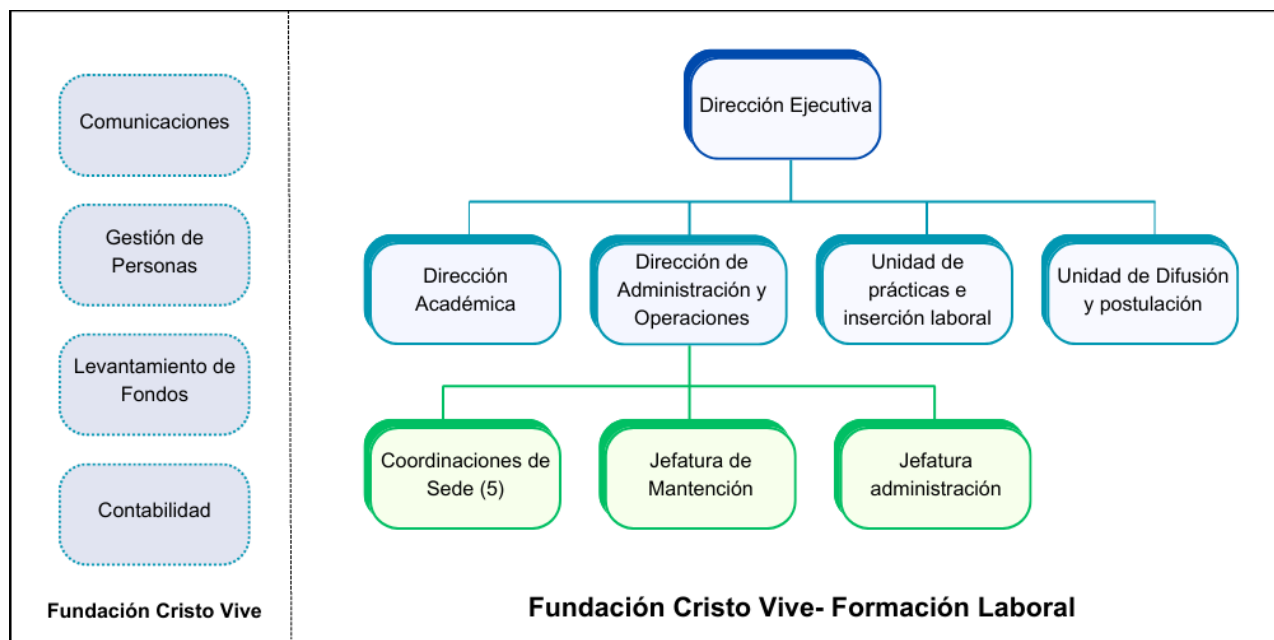 Comunicaciones
Gestión de
Personas
Levantamiento de
Fondos
Contabilidad
Fundación Cristo Vive
Dirección Ejecutiva
Dirección
Académica
Dirección de
Administración y
Operaciones
Unidad de
prácticas e
inserción laboral
Unidad de Difusión
y postulación
Coordinaciones de
Sede (5)
Jefatura de
Mantención
Jefatura
administración
Fundación Cristo Vive- Formación Laboral